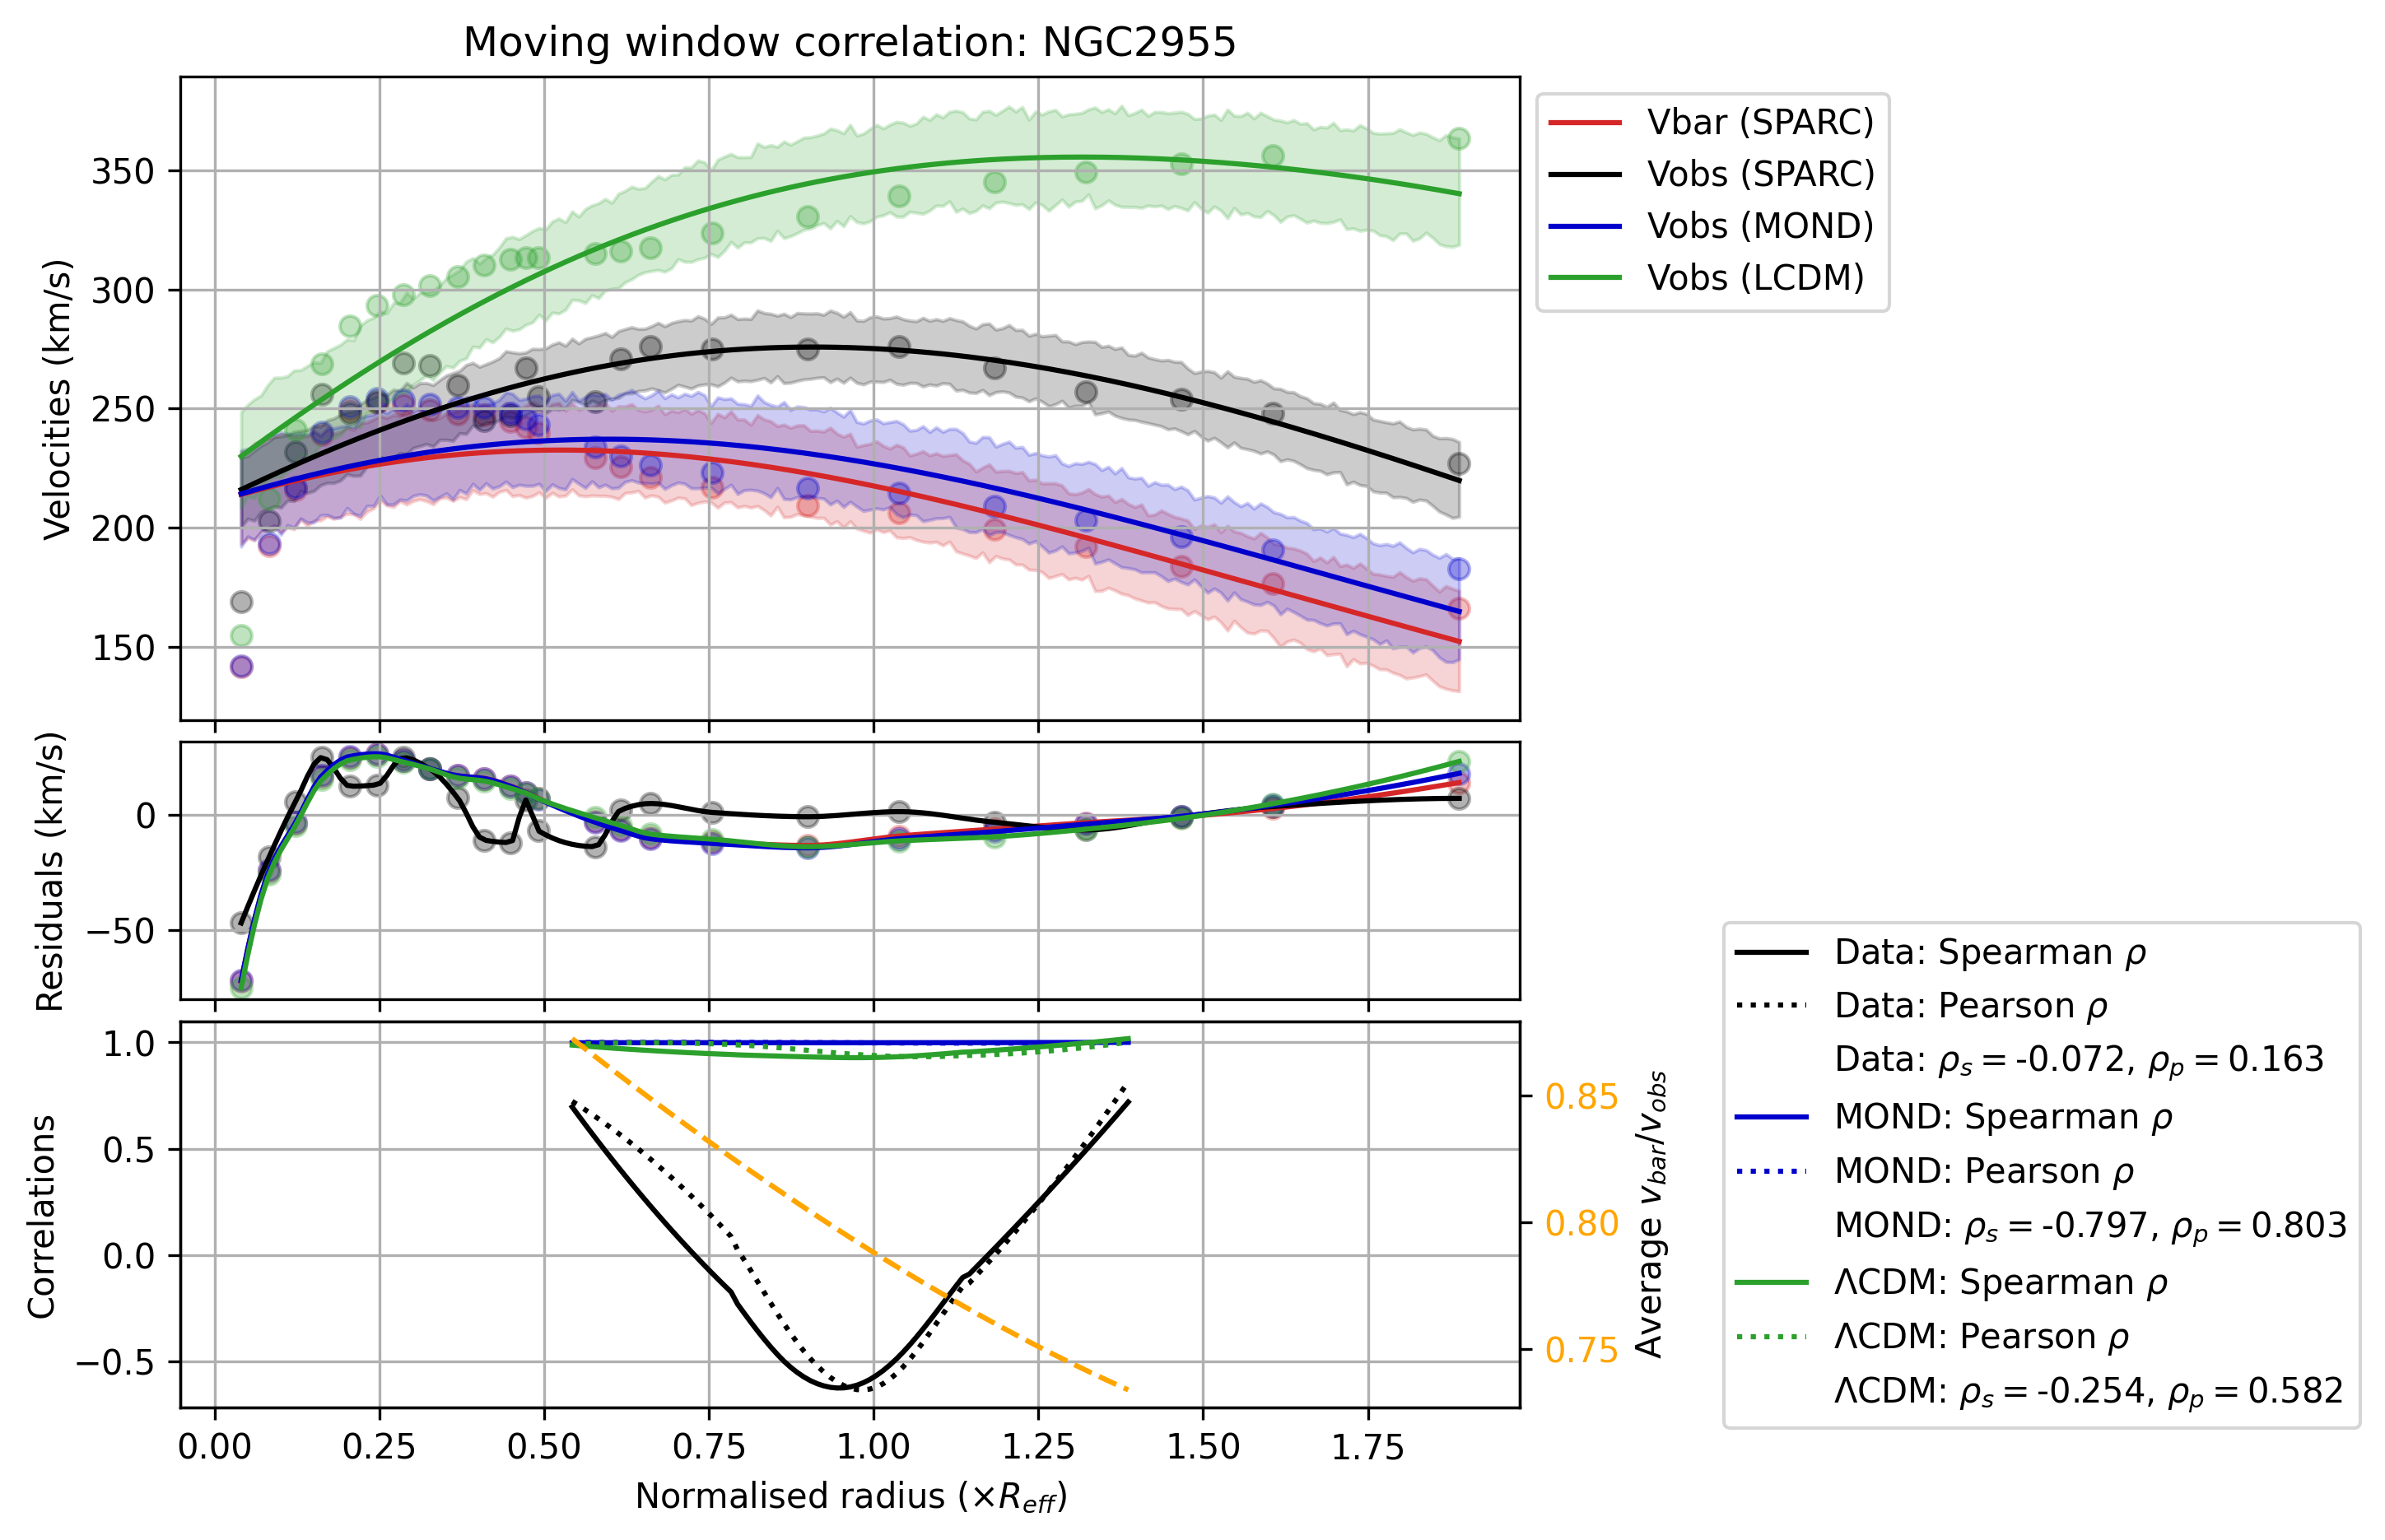 Moving window correlation: NGC2955
Velocities (km/s)
350
300
250
200
150
Vbar (SPARC)
Vobs (SPARC)
Vobs (MOND)
Vobs (LCDM)
Residuals (km/s)
0
−50
Correlations
1.0
0.5
0.0
−0.5
0.85
0.80
0.75
Average v_bar/v_obs
0.00 0.25 0.50 0.75 1.00 1.25 1.50 1.75
Normalised radius (×R_eff)
Data: Spearman ρ
Data: Pearson ρ
Data: ρ_s = -0.072, ρ_p = 0.163
MOND: Spearman ρ
MOND: Pearson ρ
MOND: ρ_s = -0.797, ρ_p = 0.803
ΛCDM: Spearman ρ
ΛCDM: Pearson ρ
ΛCDM: ρ_s = -0.254, ρ_p = 0.582